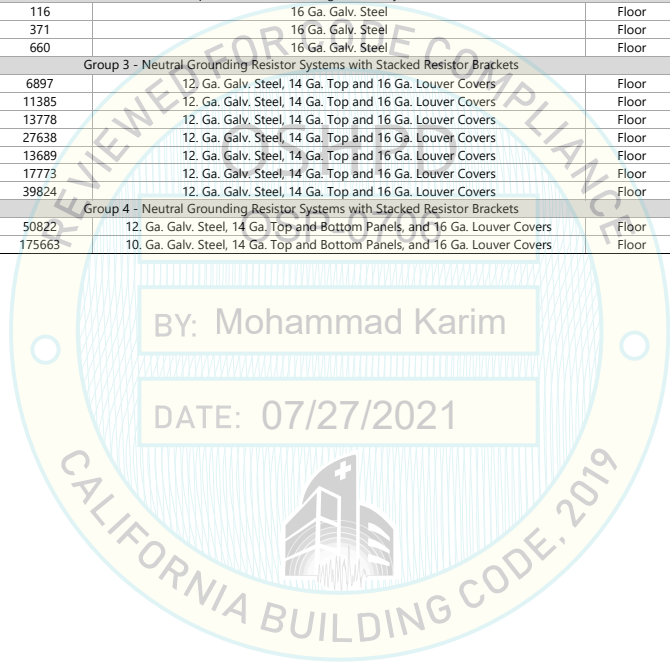 116 16 Ga. Galv. Steel Floor
371 16 Ga. Galv. Steel Floor
660 16 Ga. Galv. Steel Floor
Group 3 - Neutral Grounding Resistor Systems with Stacked Resistor Brackets
6897 12. Ga. Galv. Steel, 14 Ga. Top and 16 Ga. Louver Covers Floor
11385 12. Ga. Galv. Steel, 14 Ga. Top and 16 Ga. Louver Covers Floor
13778 12. Ga. Galv. Steel, 14 Ga. Top and 16 Ga. Louver Covers Floor
27638 12. Ga. Galv. Steel, 14 Ga. Top and 16 Ga. Louver Covers Floor
13689 12. Ga. Galv. Steel, 14 Ga. Top and 16 Ga. Louver Covers Floor
17773 12. Ga. Galv. Steel, 14 Ga. Top and 16 Ga. Louver Covers Floor
39824 12. Ga. Galv. Steel, 14 Ga. Top and 16 Ga. Louver Covers Floor
Group 4 - Neutral Grounding Resistor Systems with Stacked Resistor Brackets
50822 12. Ga. Galv. Steel, 14 Ga. Top and Bottom Panels, and 16 Ga. Louver Covers Floor
175663 10. Ga. Galv. Steel, 14 Ga. Top and Bottom Panels, and 16 Ga. Louver Covers Floor
REVIEWED FOR CODE COMPLIANCE
OSHPD
OSP-0706
BY: Mohammad Karim
DATE: 07/27/2021
CALIFORNIA BUILDING CODE, 2019